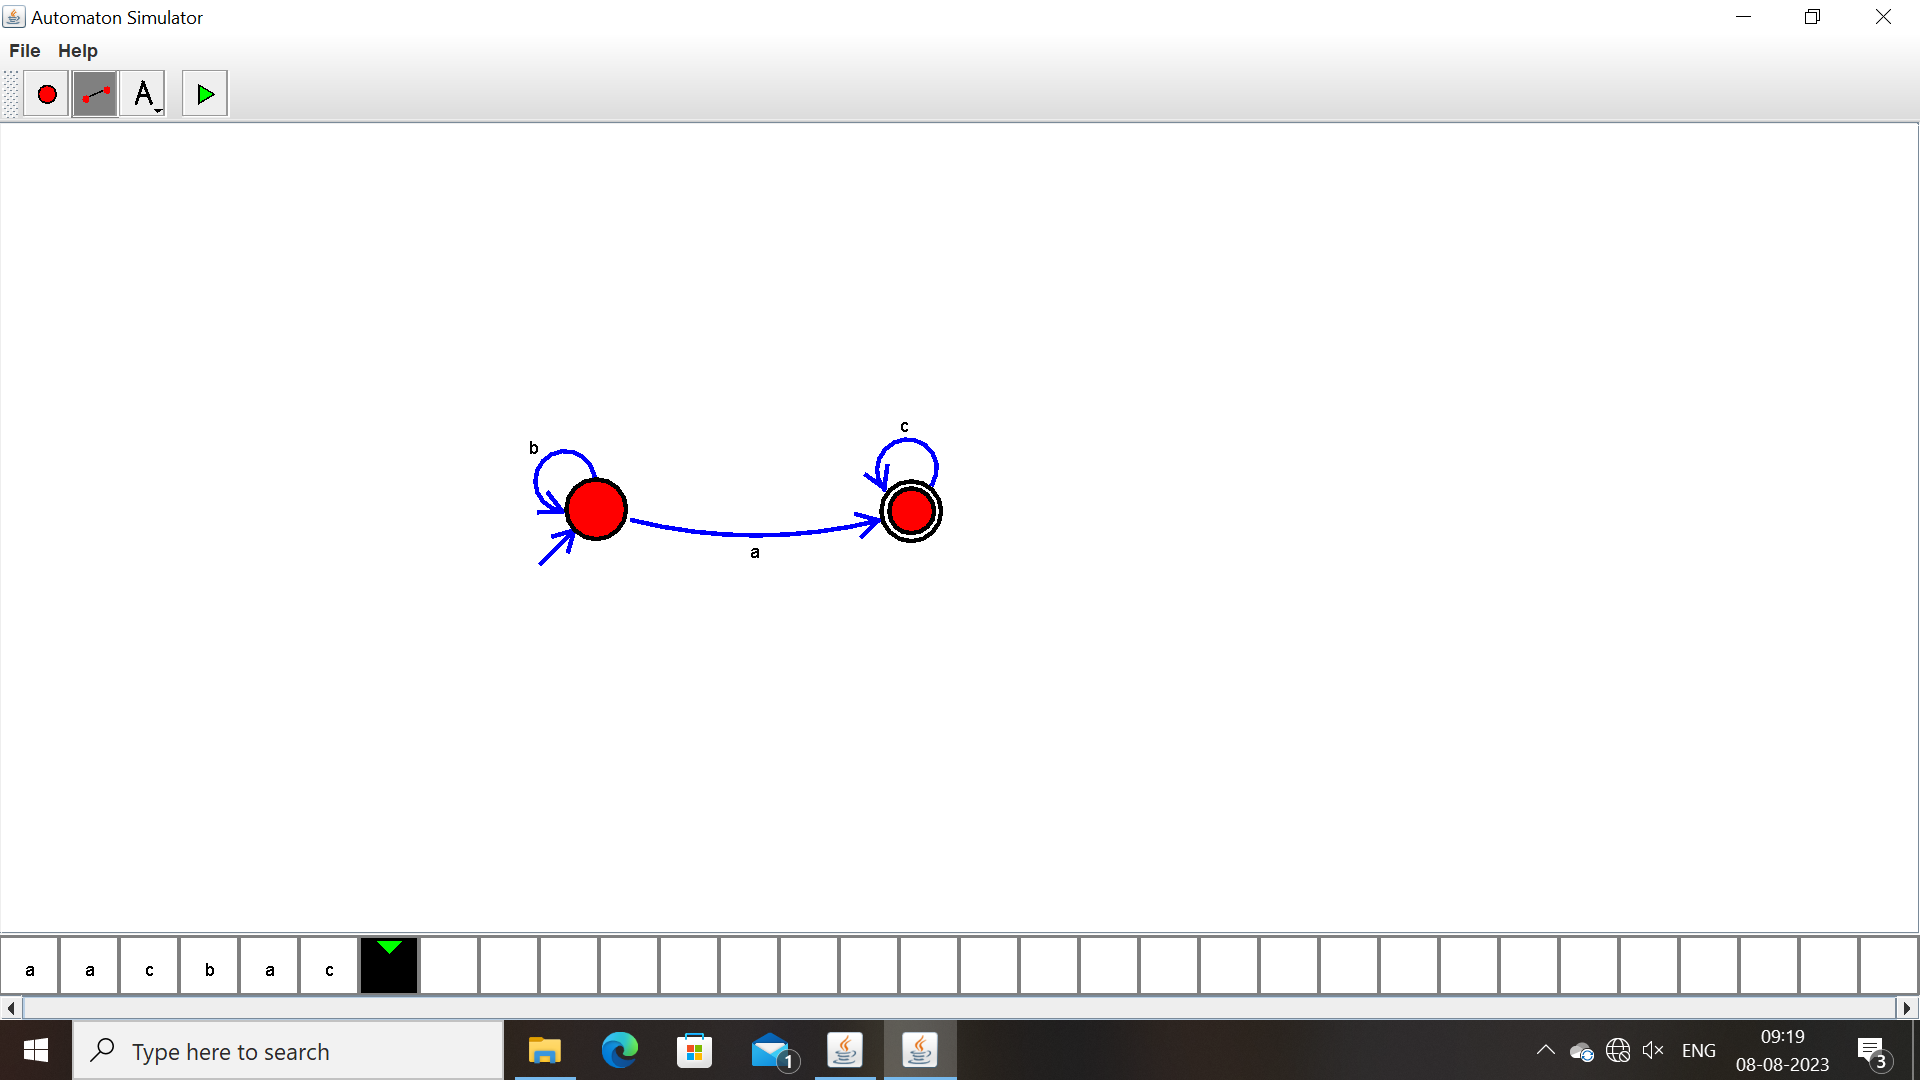 Automaton Simulator
File Help
A
c
b
a
a a c b a c
Type here to search
1
ENG
09:19
08-08-2023
3